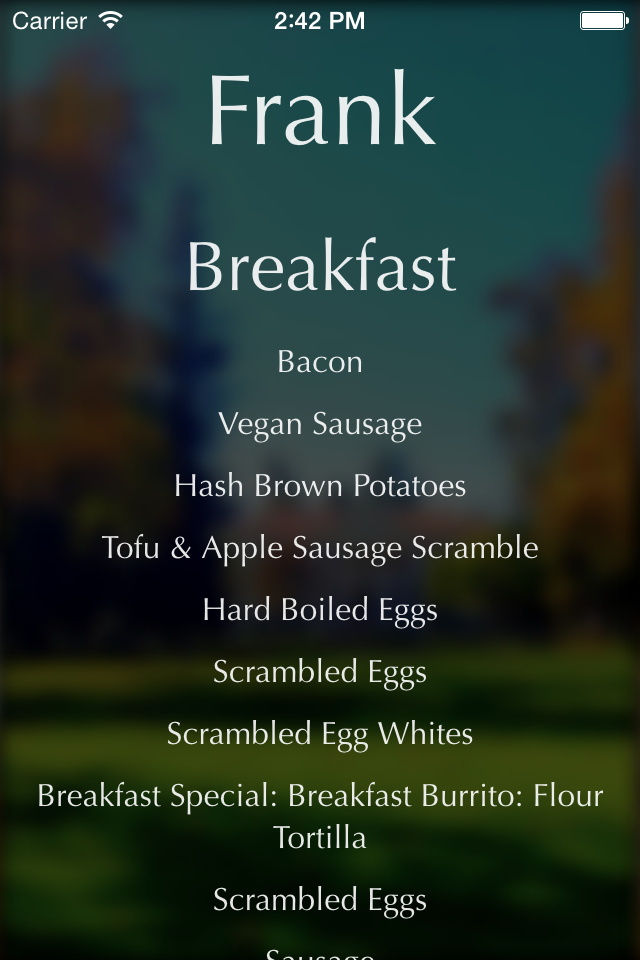 Carrier 2:42 PM
Frank
Breakfast
Bacon
Vegan Sausage
Hash Brown Potatoes
Tofu & Apple Sausage Scramble
Hard Boiled Eggs
Scrambled Eggs
Scrambled Egg Whites
Breakfast Special: Breakfast Burrito: Flour
Tortilla
Scrambled Eggs
Sausage